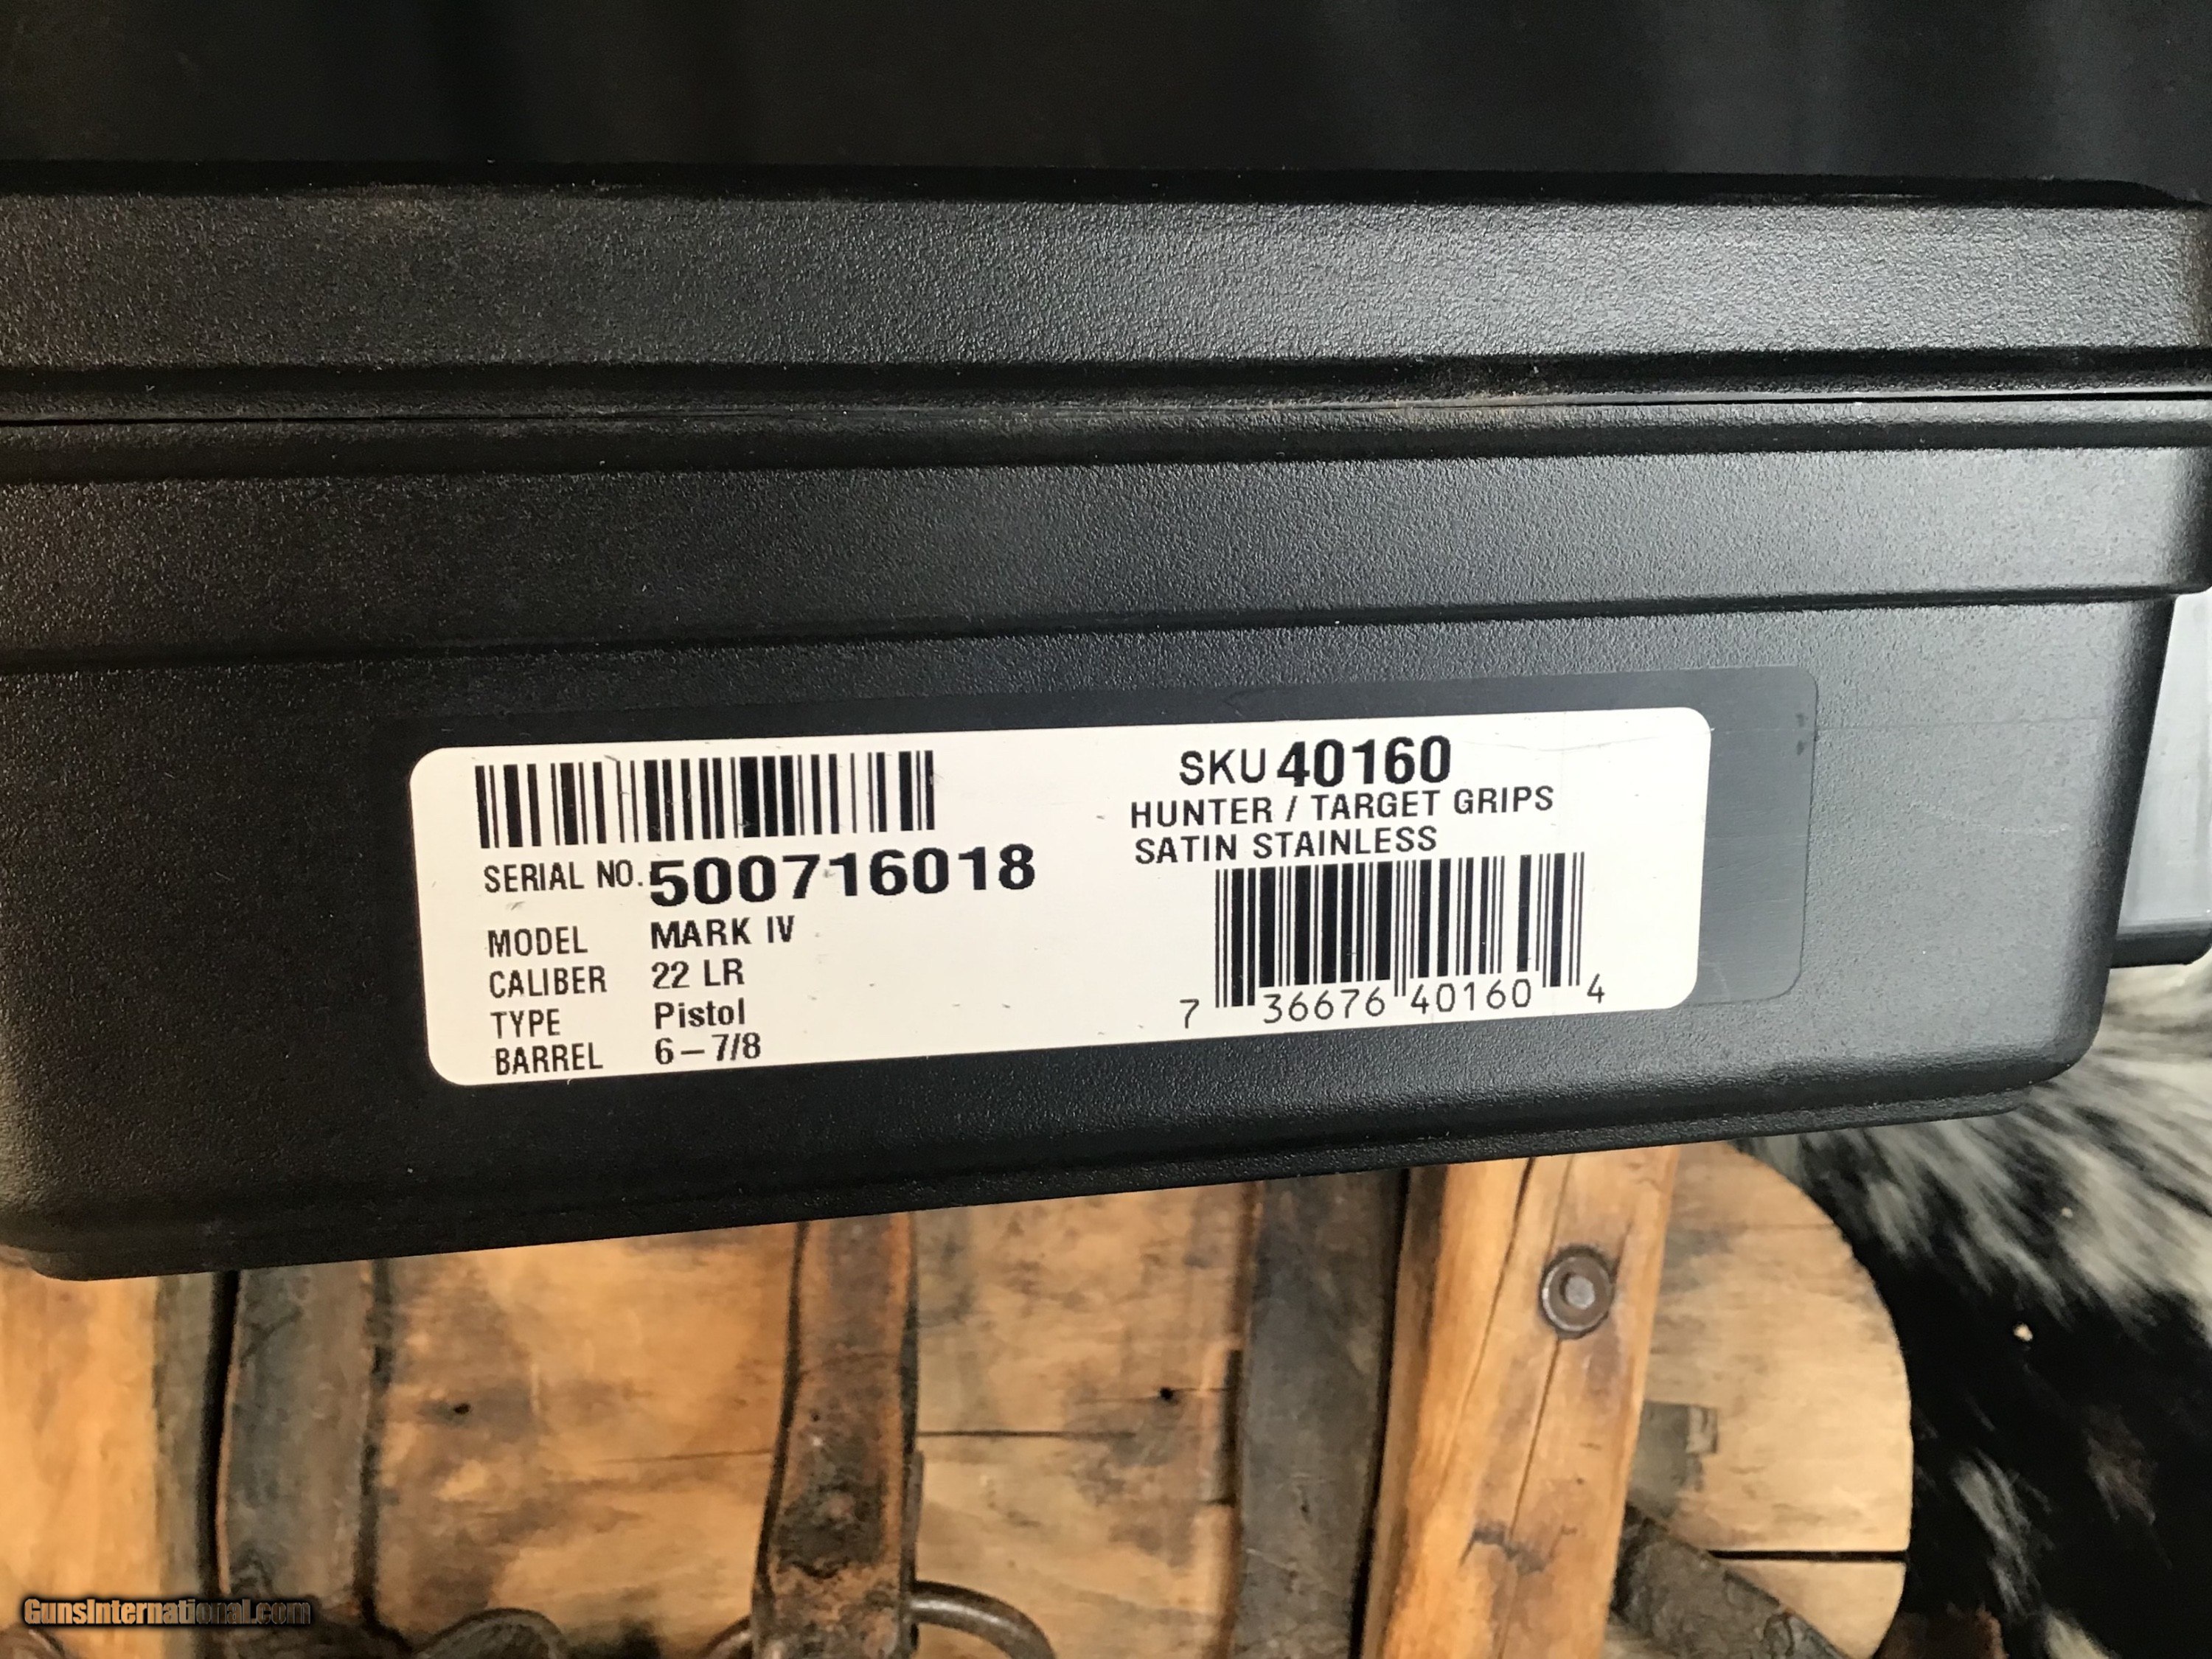 SERIAL NO. 500716018
MODEL MARK IV
CALIBER 22 LR
TYPE Pistol
BARREL 6-7/8
SKU 40160
HUNTER / TARGET GRIPS
SATIN STAINLESS
7 36676 40160 4
GunsInternational.com